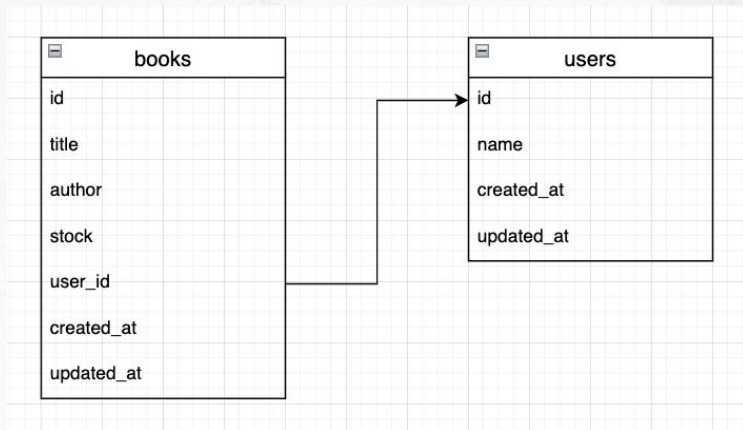 books
id
title
author
stock
user_id
created_at
updated_at
users
id
name
created_at
updated_at